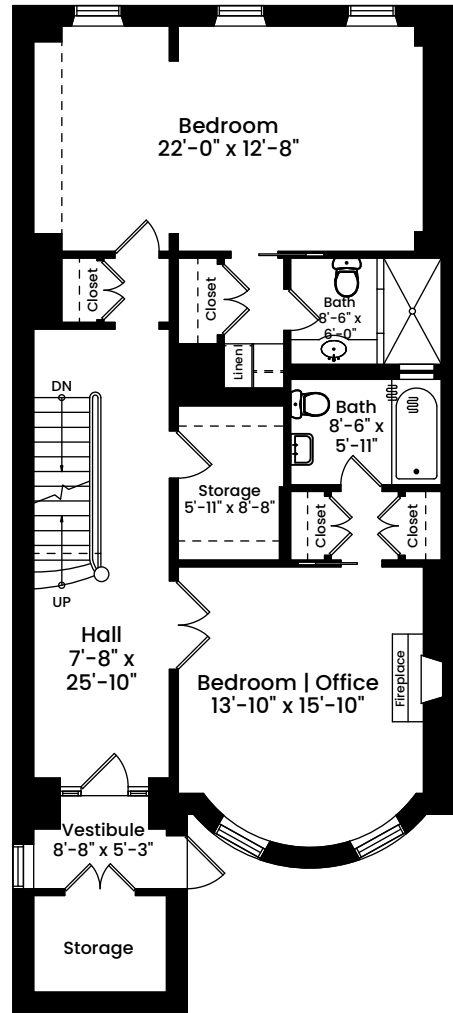 Bedroom
22'-0" x 12'-8"
Closet
Closet
Bath
8'-6" x
6'-0"
Linen
DN
Bath
8'-6" x
5'-11"
Storage
5'-11" x 8'-8"
Closet
Closet
UP
Hall
7'-8" x
25'-10"
Bedroom | Office
13'-10" x 15'-10"
Fireplace
Vestibule
8'-8" x 5'-3"
Storage